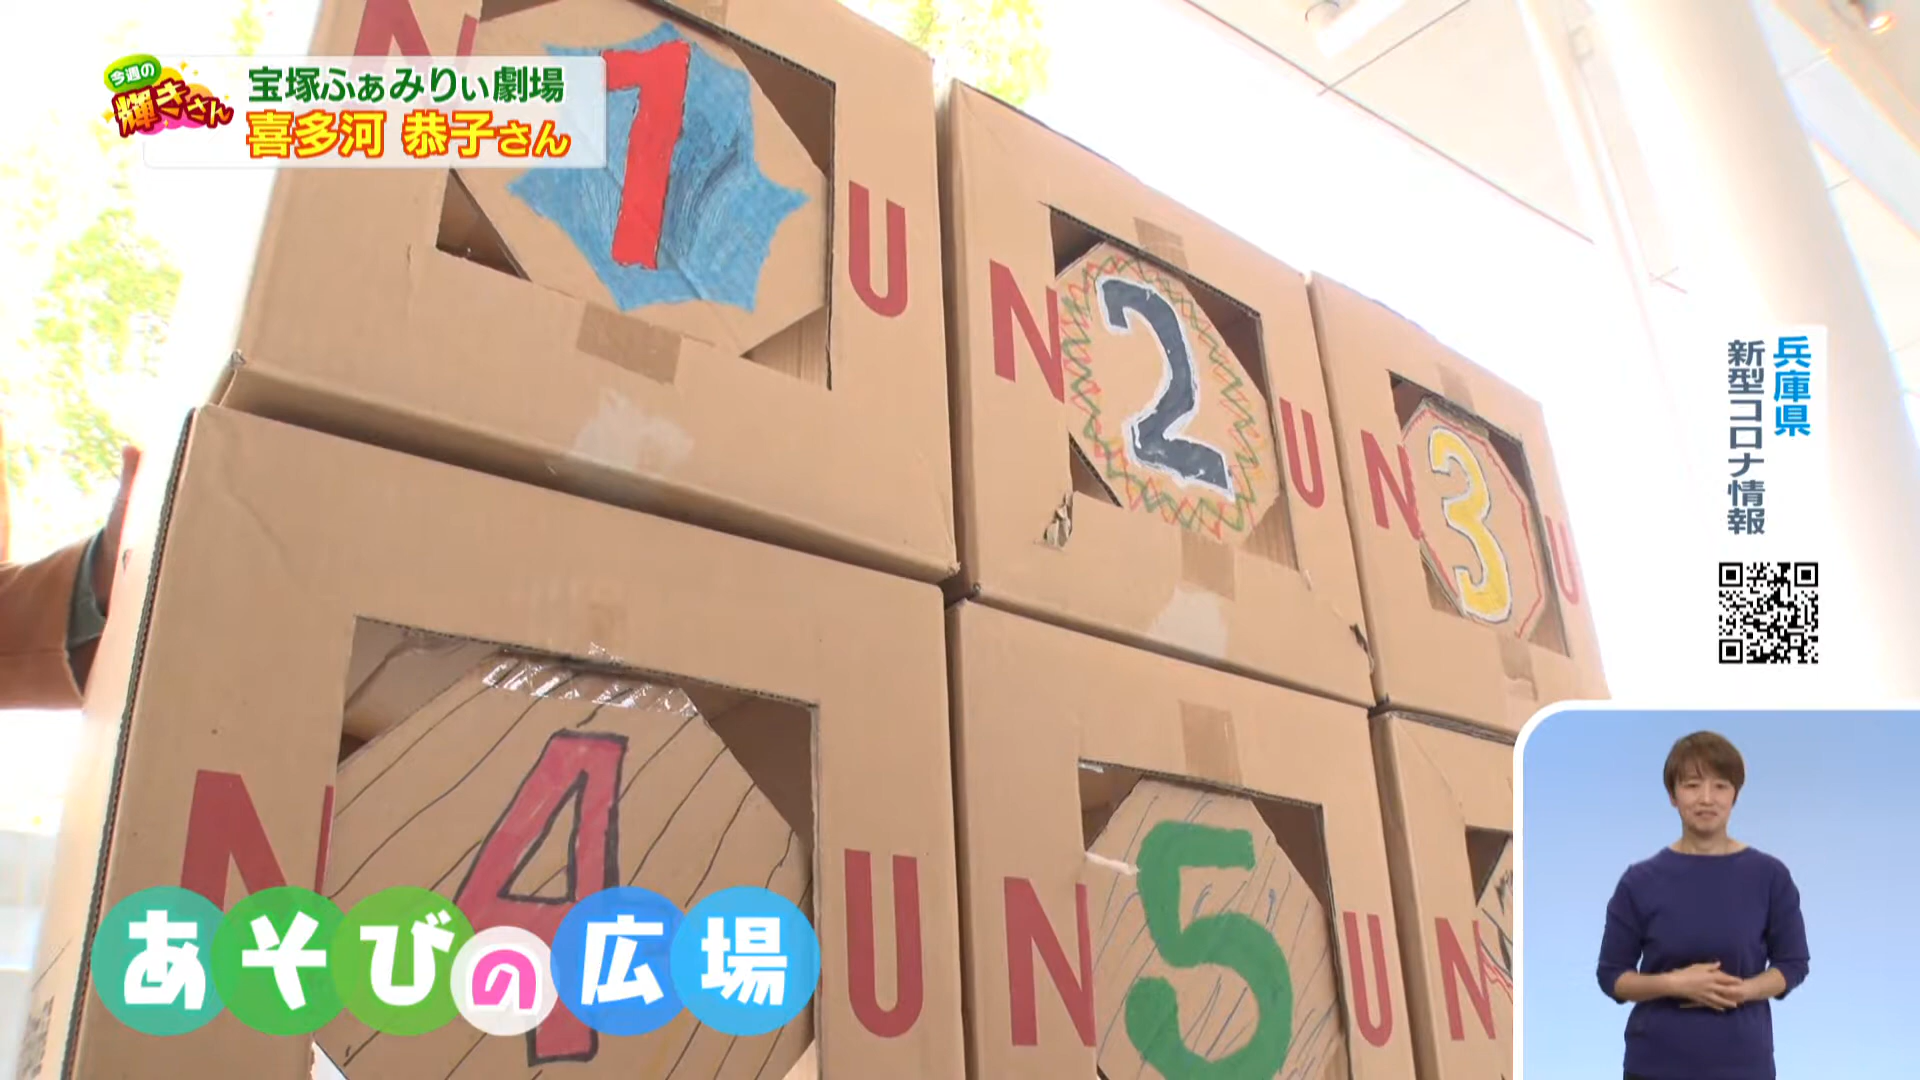 今週の
輝きさん
宝塚ふぁみりぃ劇場
喜多河 恭子さん
兵庫県
新型コロナ情報
N 1 U
N 2 U
N 3 U
N 4 U
N 5 U
N
あそびの広場